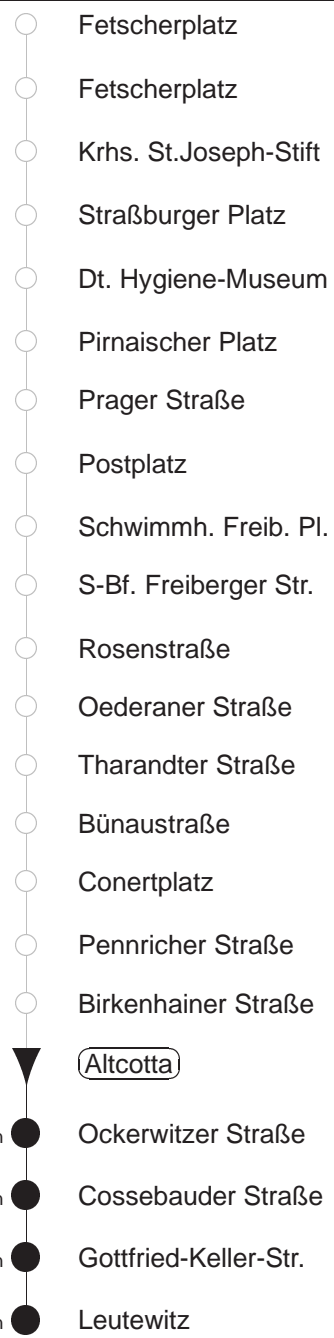 Fetscherplatz
Fetscherplatz
Krhs. St.Joseph-Stift
Straßburger Platz
Dt. Hygiene-Museum
Pirnaischer Platz
Prager Straße
Postplatz
Schwimmh. Freib. Pl.
S-Bf. Freiberger Str.
Rosenstraße
Oederaner Straße
Tharandter Straße
Bünaustraße
Conertplatz
Pennricher Straße
Birkenhainer Straße
Altcotta
Ockerwitzer Straße
Cossebauder Straße
Gottfried-Keller-Str.
Leutewitz